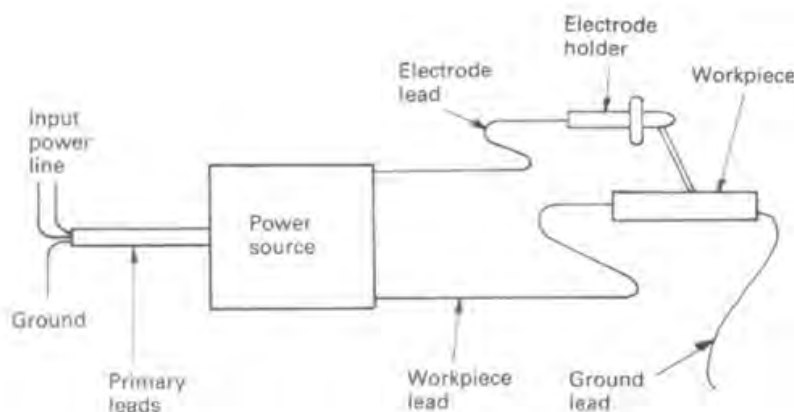 Electrode
holder
Workpiece
Electrode
lead
Input
power
line
Power
source
Ground
Primary
leads
Workpiece
lead
Ground
lead